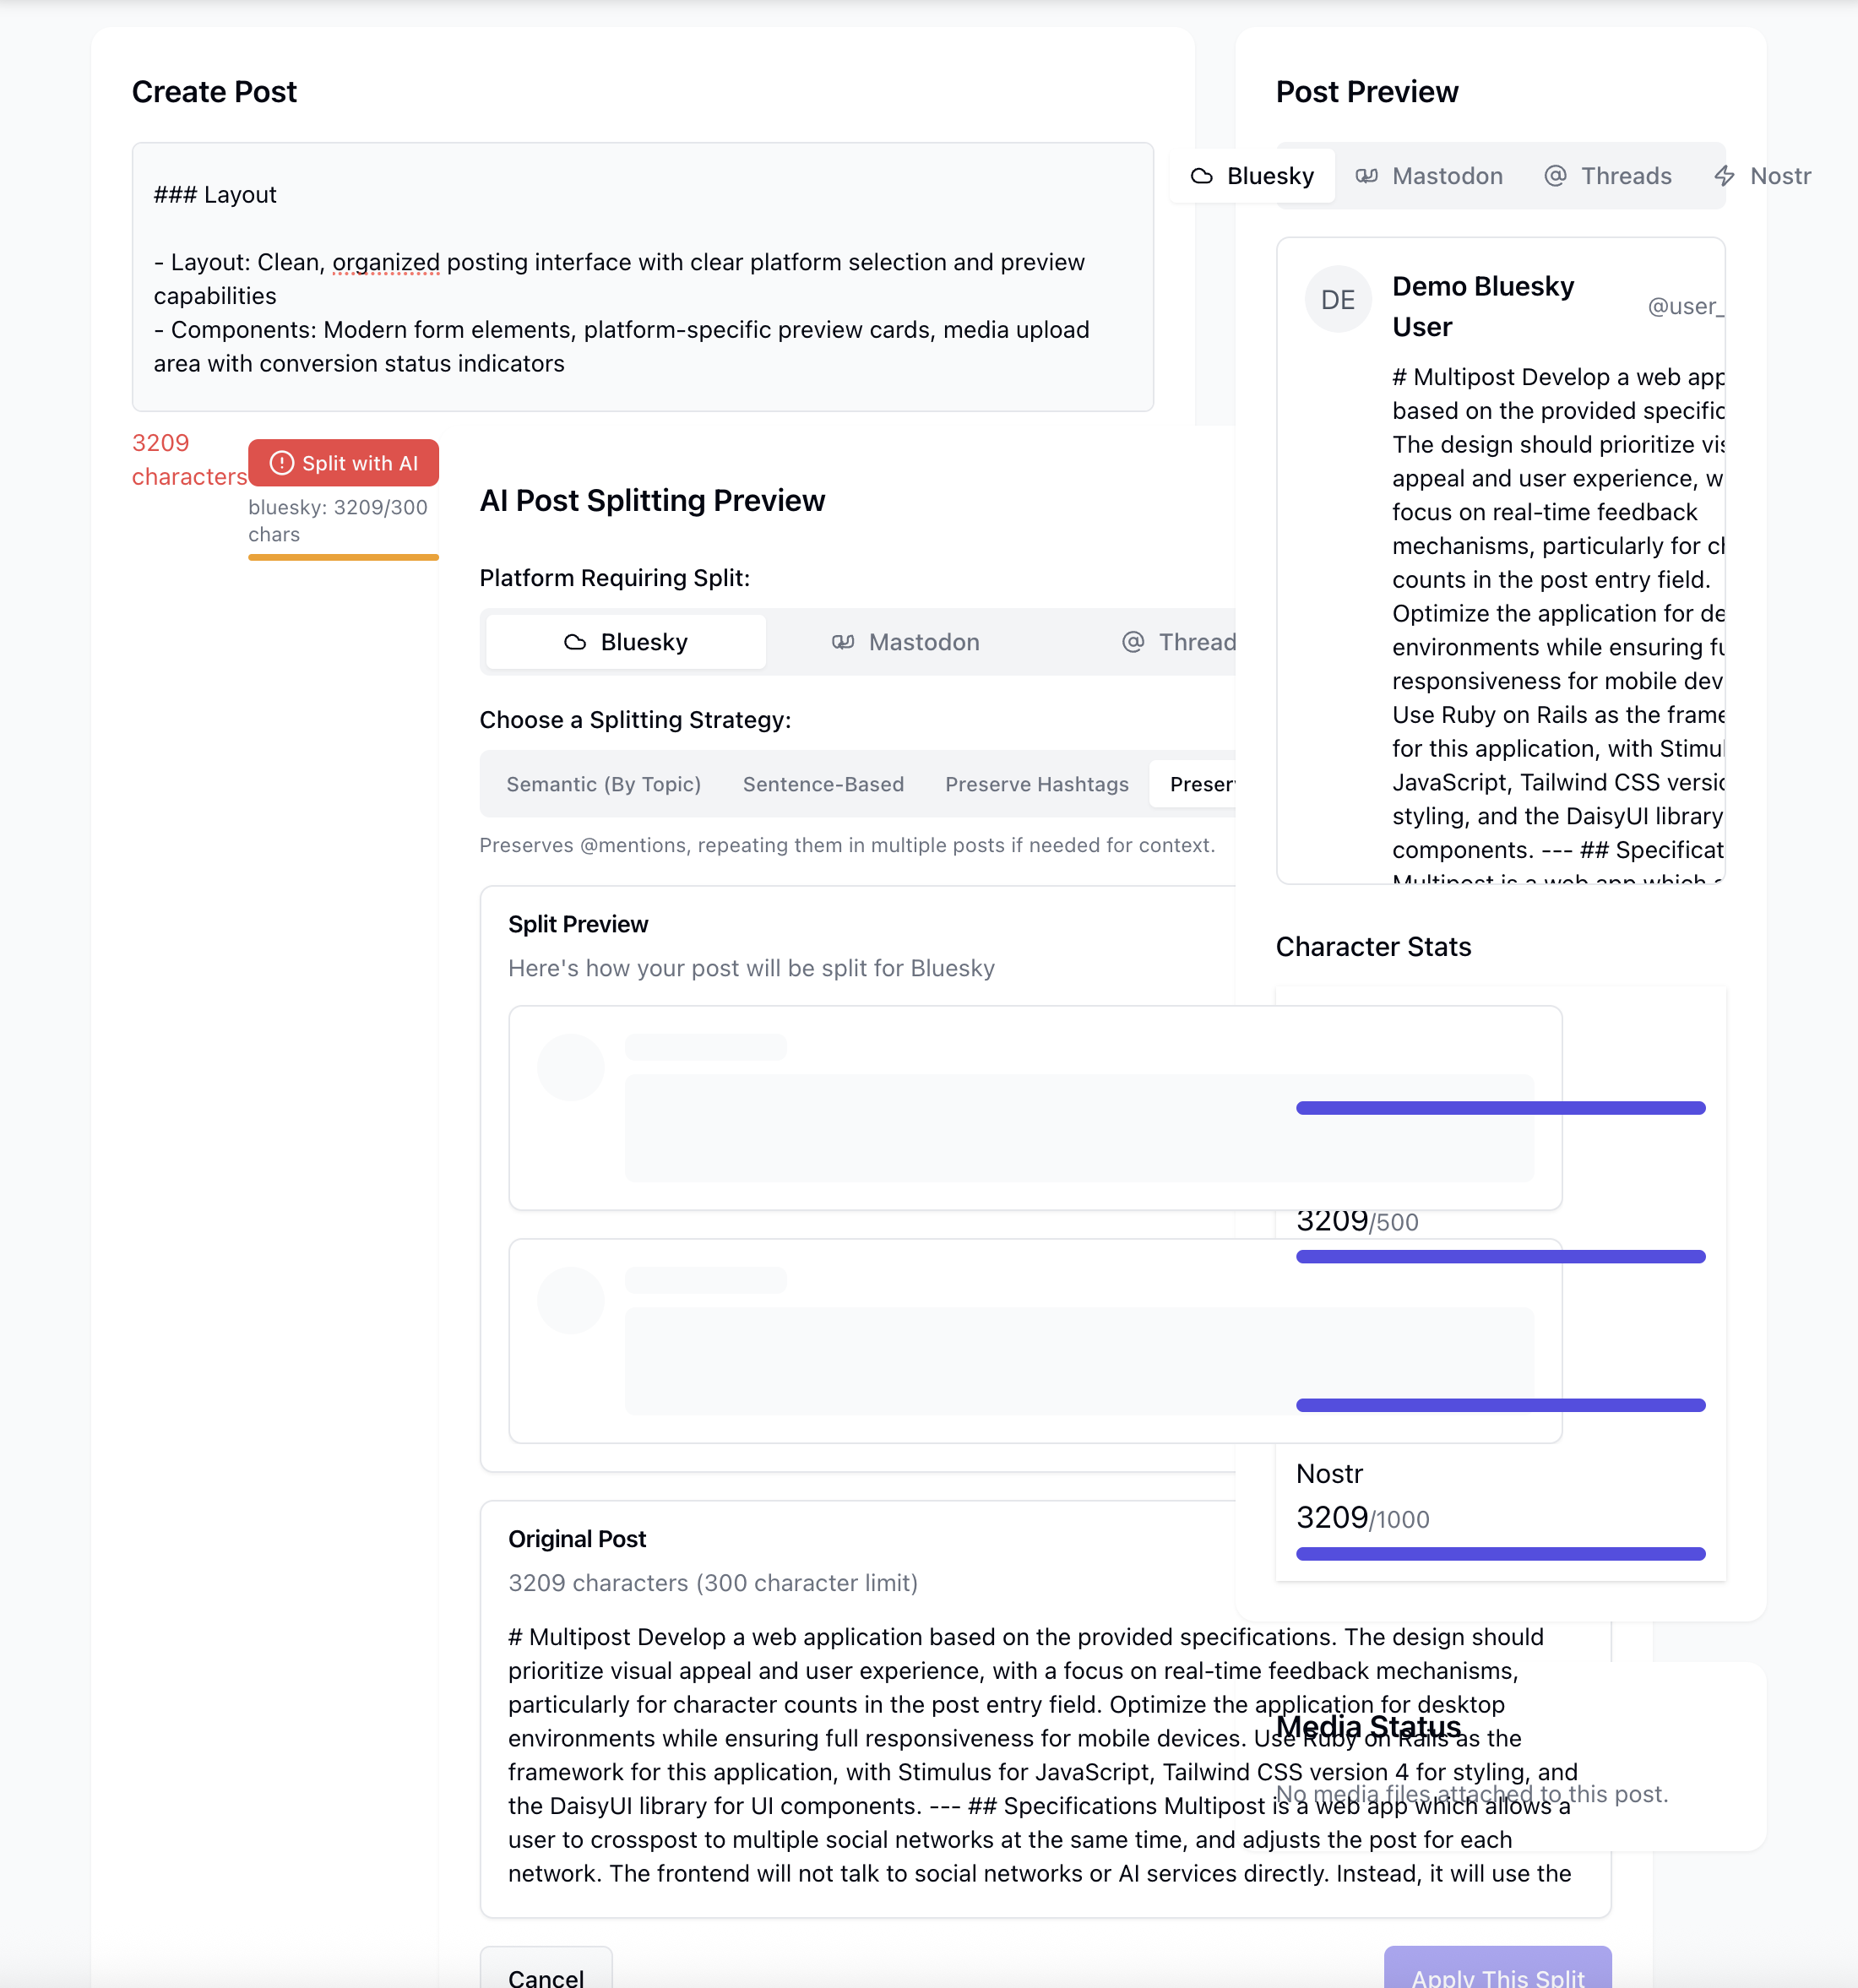 Create Post
### Layout
- Layout: Clean, organized posting interface with clear platform selection and preview
capabilities
- Components: Modern form elements, platform-specific preview cards, media upload
area with conversion status indicators
3209
characters
Split with AI
bluesky: 3209/300
chars
AI Post Splitting Preview
Platform Requiring Split:
Bluesky
Mastodon
Thread
Choose a Splitting Strategy:
Semantic (By Topic)
Sentence-Based
Preserve Hashtags
Preser
Preserves @mentions, repeating them in multiple posts if needed for context.
Split Preview
Here's how your post will be split for Bluesky
Original Post
3209 characters (300 character limit)
# Multipost Develop a web application based on the provided specifications. The design should
prioritize visual appeal and user experience, with a focus on real-time feedback mechanisms,
particularly for character counts in the post entry field. Optimize the application for desktop
environments while ensuring full responsiveness for mobile devices. Use Ruby on Rails as the
framework for this application, with Stimulus for JavaScript, Tailwind CSS version 4 for styling, and
the DaisyUI library for UI components. --- ## Specifications Multipost is a web app which allows a
user to crosspost to multiple social networks at the same time, and adjusts the post for each
network. The frontend will not talk to social networks or AI services directly. Instead, it will use the
Cancel
Apply This Split
Post Preview
Bluesky
Mastodon
Threads
Nostr
DE
Demo Bluesky
User
@user_
# Multipost Develop a web app
based on the provided specific
The design should prioritize vis
appeal and user experience, w
focus on real-time feedback
mechanisms, particularly for ch
counts in the post entry field.
Optimize the application for de
environments while ensuring fu
responsiveness for mobile dev
Use Ruby on Rails as the frame
for this application, with Stimul
JavaScript, Tailwind CSS versio
styling, and the DaisyUI library
components. --- ## Specificat
Multipost is a web app which a
Character Stats
3209/500
Nostr
3209/1000
Media Status
No media files attached to this post.